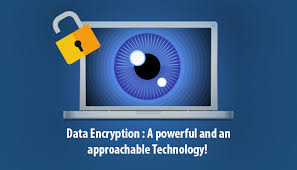 Data Encryption : A powerful and an
approachable Technology!